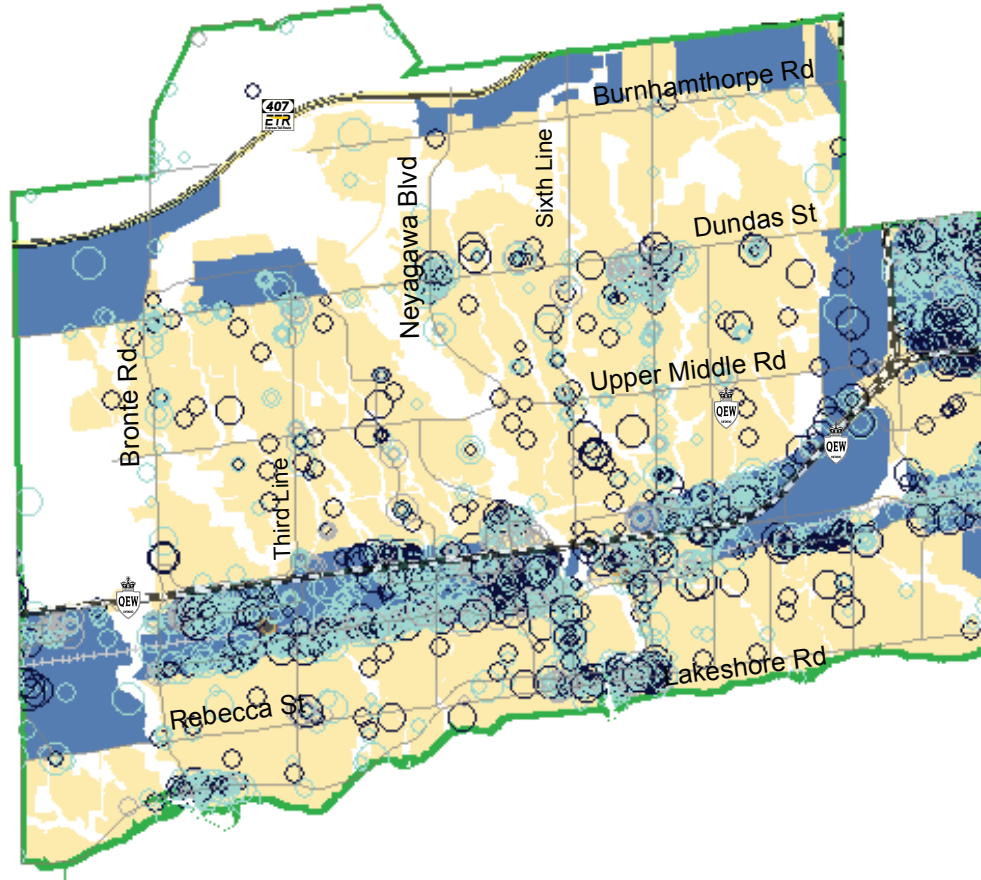 407
ETR
Burnhamthorpe Rd
Neyagawa Blvd
Sixth Line
Dundas St
Bronte Rd
Upper Middle Rd
QEW
QEW
Third Line
QEW
Lakeshore Rd
Rebecca St